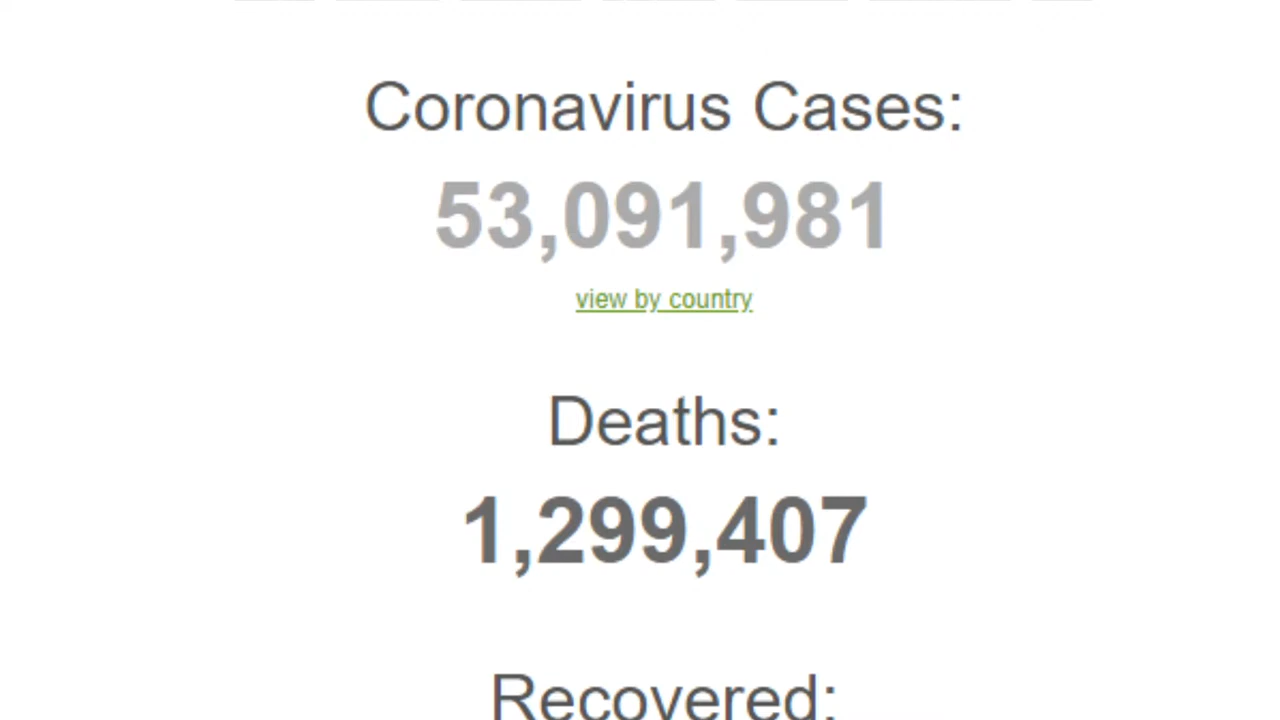 Coronavirus Cases:
53,091,981
view by country
Deaths:
1,299,407
Recovered: